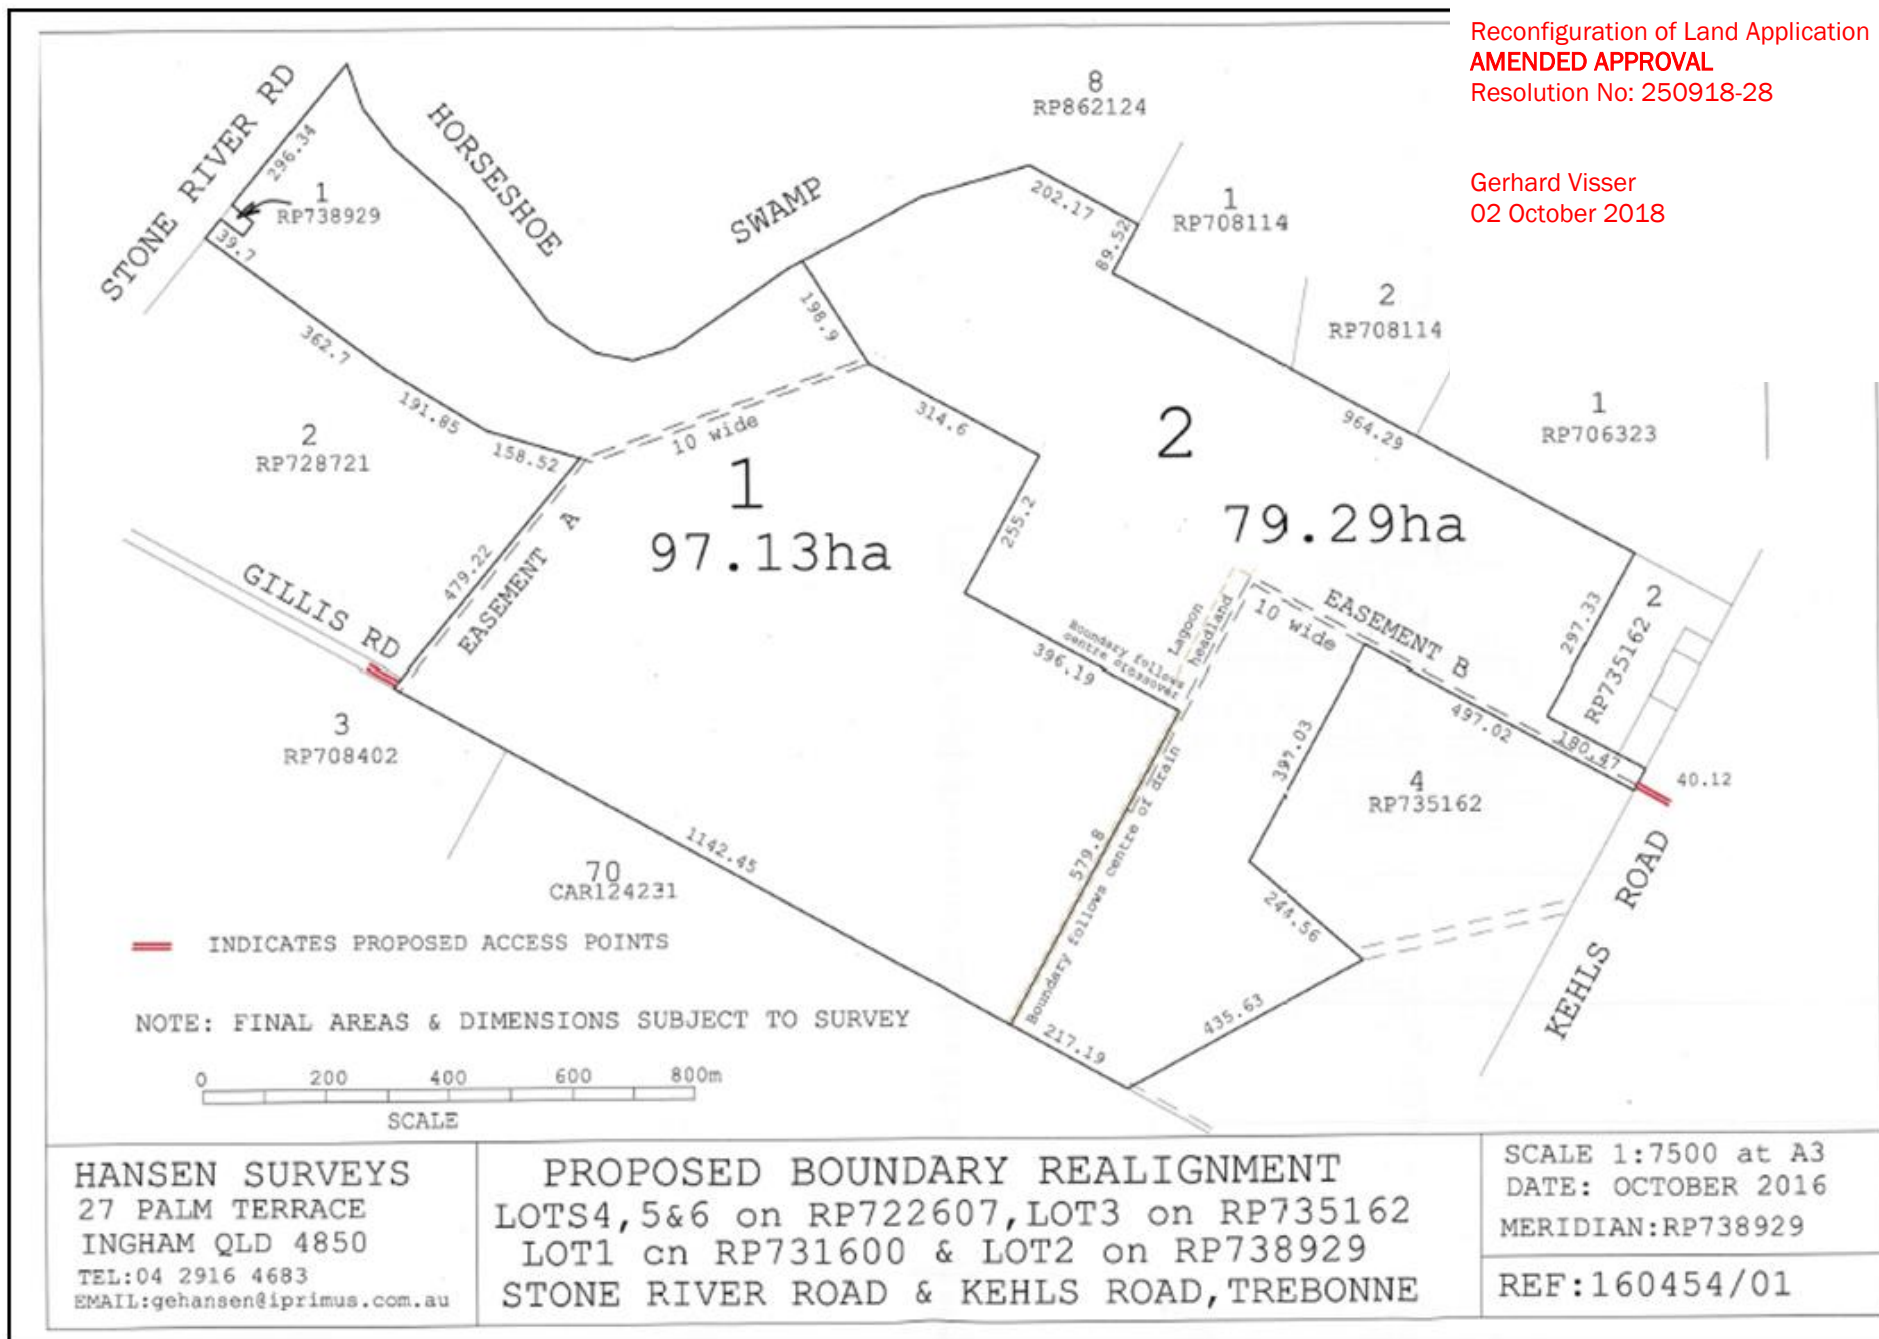 Reconfiguration of Land Application
AMENDED APPROVAL
Resolution No: 250918-28
Gerhard Visser
02 October 2018
STONE RIVER RD
296.34
1
RP738929
39.7
HORSESHOE
SWAMP
8
RP862124
202.17
89.52
1
RP708114
2
RP708114
1
RP706323
362.7
191.85
158.52
198.9
10 wide
314.6
964.29
2
RP728721
1
97.13ha
2
79.29ha
255.2
479.22
EASEMENT A
GILLIS RD
Boundary follows
centre crossover
396.19
Lagoon
headland
10 wide
EASEMENT B
297.33
2
RP735162
497.02
180.47
40.12
3
RP708402
397.03
4
RP735162
579.8
Boundary follows centre of drain
1142.45
70
CAR124231
244.56
435.63
217.19
KEHLS ROAD
INDICATES PROPOSED ACCESS POINTS
NOTE: FINAL AREAS & DIMENSIONS SUBJECT TO SURVEY
0 200 400 600 800m
SCALE
HANSEN SURVEYS
27 PALM TERRACE
INGHAM QLD 4850
TEL:04 2916 4683
EMAIL:gehansen@iprimus.com.au
PROPOSED BOUNDARY REALIGNMENT
LOTS4,5&6 on RP722607,LOT3 on RP735162
LOT1 on RP731600 & LOT2 on RP738929
STONE RIVER ROAD & KEHLS ROAD,TREBONNE
SCALE 1:7500 at A3
DATE: OCTOBER 2016
MERIDIAN:RP738929
REF:160454/01